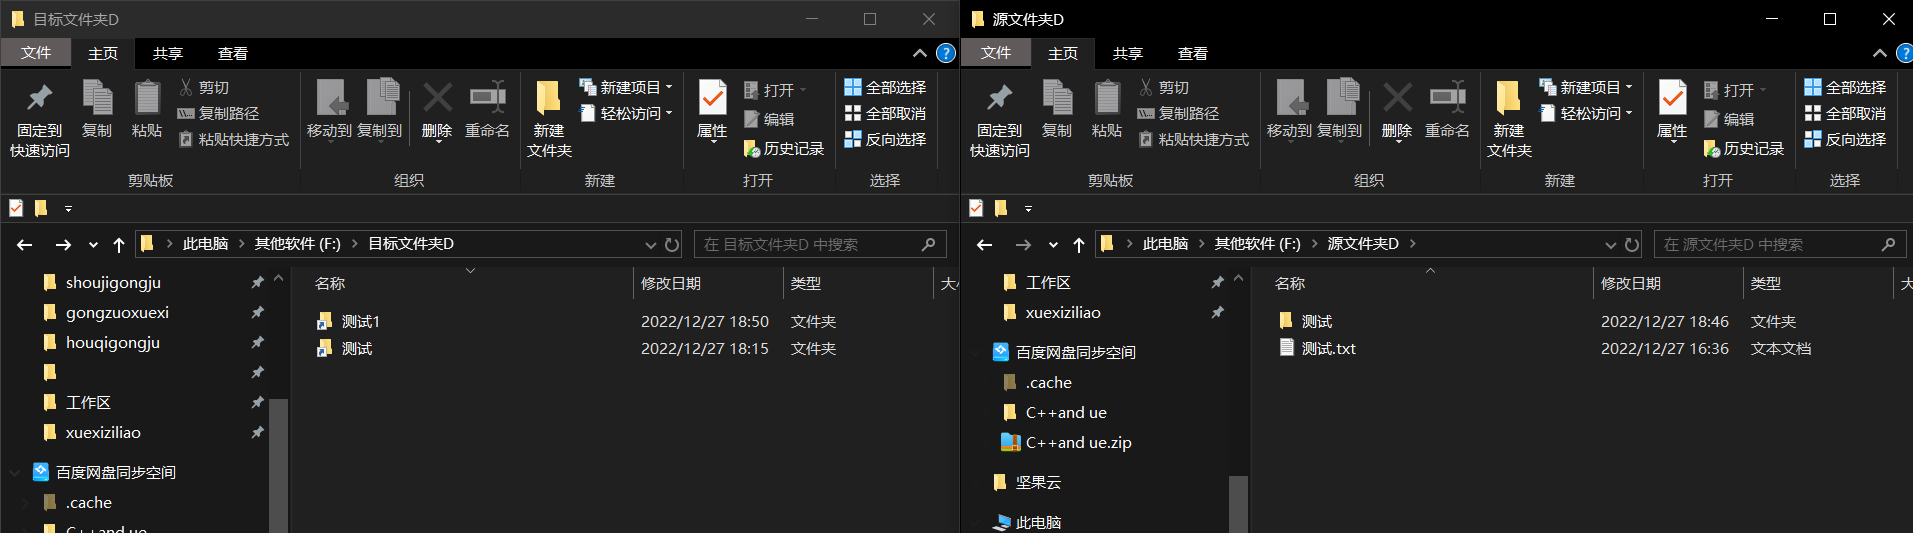 目标文件夹D
文件 主页 共享 查看
固定到
快速访问
复制
粘贴
剪切
复制路径
粘贴快捷方式
剪贴板
移动到
复制到
删除
重命名
组织
新建
文件夹
新建项目
轻松访问
新建
属性
打开
编辑
历史记录
打开
全部选择
全部取消
反向选择
选择
此电脑 > 其他软件 (F:) > 目标文件夹D
在 目标文件夹D 中搜索
shoujigongju
gongzuoxuexi
houqigongju
工作区
xuexiziliao
百度网盘同步空间
.cache
C++and ue
名称 修改日期 类型
测试1 2022/12/27 18:50 文件夹
测试 2022/12/27 18:15 文件夹
源文件夹D
文件 主页 共享 查看
固定到
快速访问
复制
粘贴
剪切
复制路径
粘贴快捷方式
剪贴板
移动到
复制到
删除
重命名
组织
新建
文件夹
新建项目
轻松访问
新建
属性
打开
编辑
历史记录
打开
全部选择
全部取消
反向选择
选择
此电脑 > 其他软件 (F:) > 源文件夹D >
在 源文件夹D 中搜索
工作区
xuexiziliao
百度网盘同步空间
.cache
C++and ue
C++and ue.zip
坚果云
此电脑
名称 修改日期 类型 大
测试 2022/12/27 18:46 文件夹
测试.txt 2022/12/27 16:36 文本文档